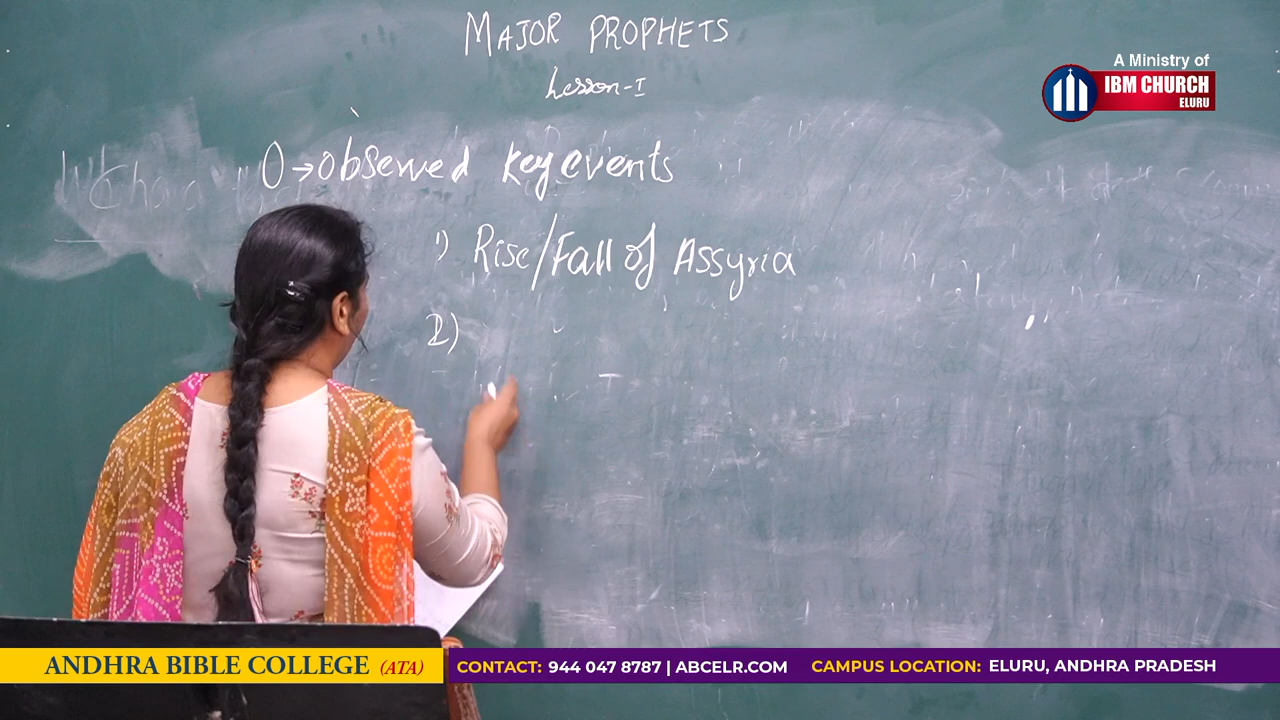 MAJOR PROPHETS
Lesson-I
A Ministry of
IBM CHURCH
ELURU
O→observed key events
1) Rise/Fall of Assyria
2)
ANDHRA BIBLE COLLEGE (ATA)
CONTACT: 944 047 8787 | ABCELR.COM
CAMPUS LOCATION: ELURU, ANDHRA PRADESH